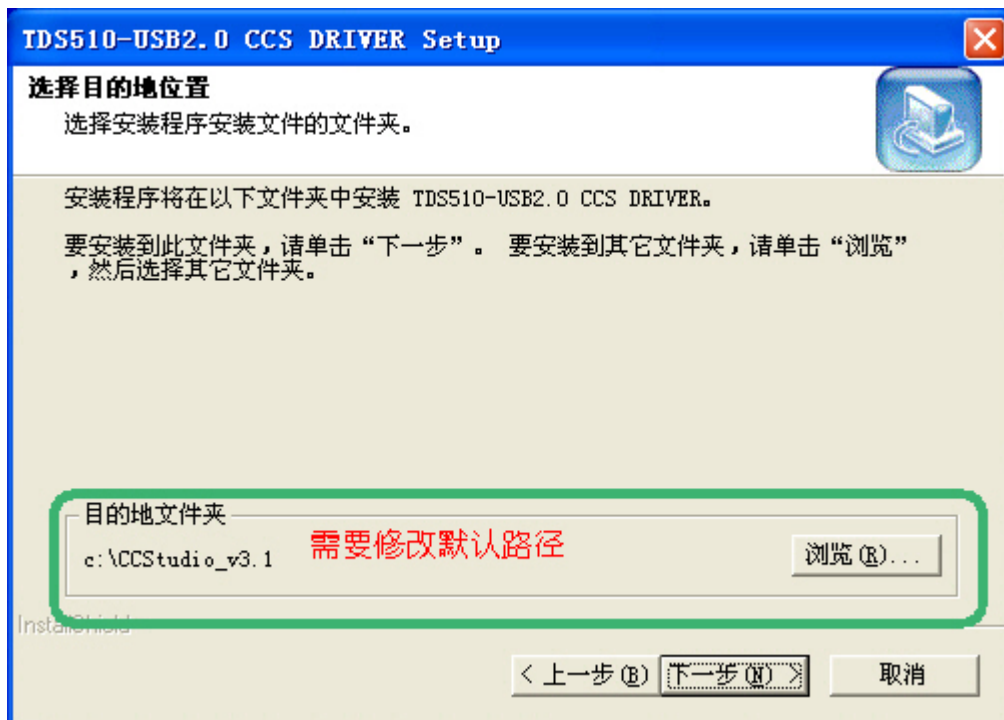 TDS510-USB2.0 CCS DRIVER Setup
选择目的地位置
选择安装程序安装文件的文件夹。
安装程序将在以下文件夹中安装 TDS510-USB2.0 CCS DRIVER。
要安装到此文件夹，请单击“下一步”。 要安装到其它文件夹，请单击“浏览”
，然后选择其它文件夹。
目的地文件夹
需要修改默认路径
c:\CCStudio_v3.1
浏览(R)...
InstallShield
< 上一步(B)
下一步(N) >
取消